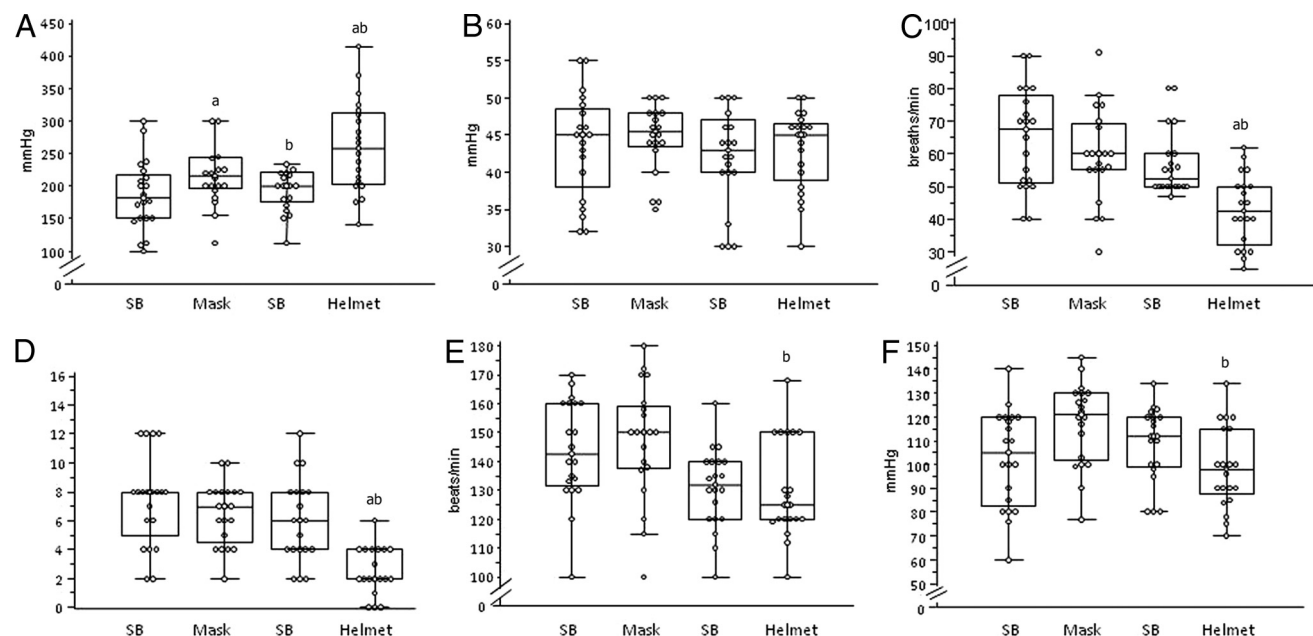 A
mmHg
450
400
350
300
250
200
150
100
0
a
b
ab
SB Mask SB Helmet
B
mmHg
60
55
50
45
40
35
30
0
SB Mask SB Helmet
C
breaths/min
100
90
80
70
60
50
40
30
0
ab
SB Mask SB Helmet
D
16
14
12
10
8
6
4
2
0
ab
SB Mask SB Helmet
E
beats/min
180
170
160
150
140
130
120
110
100
0
b
SB Mask SB Helmet
F
mmHg
150
140
130
120
110
100
90
80
70
60
50
0
b
SB Mask SB Helmet